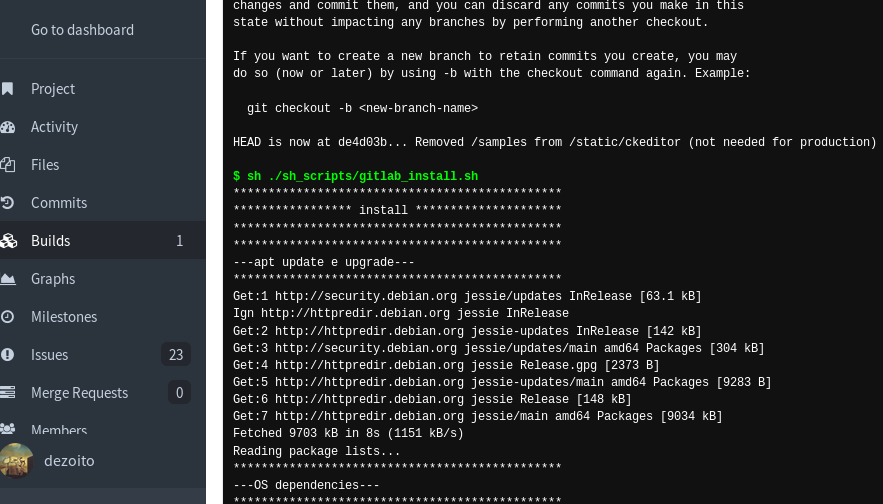 Go to dashboard
Project
Activity
Files
Commits
Builds 1
Graphs
Milestones
Issues 23
Merge Requests 0
Members
dezoito
changes and commit them, and you can discard any commits you make in this
state without impacting any branches by performing another checkout.
If you want to create a new branch to retain commits you create, you may
do so (now or later) by using -b with the checkout command again. Example:
git checkout -b <new-branch-name>
HEAD is now at de4d03b... Removed /samples from /static/ckeditor (not needed for production)
$ sh ./sh_scripts/gitlab_install.sh
***********************************************
***************** install *********************
***********************************************
***********************************************
---apt update e upgrade---
***********************************************
Get:1 http://security.debian.org jessie/updates InRelease [63.1 kB]
Ign http://httpredir.debian.org jessie InRelease
Get:2 http://httpredir.debian.org jessie-updates InRelease [142 kB]
Get:3 http://security.debian.org jessie/updates/main amd64 Packages [304 kB]
Get:4 http://httpredir.debian.org jessie Release.gpg [2373 B]
Get:5 http://httpredir.debian.org jessie-updates/main amd64 Packages [9283 B]
Get:6 http://httpredir.debian.org jessie Release [148 kB]
Get:7 http://httpredir.debian.org jessie/main amd64 Packages [9034 kB]
Fetched 9703 kB in 8s (1151 kB/s)
Reading package lists...
***********************************************
---OS dependencies---
***********************************************